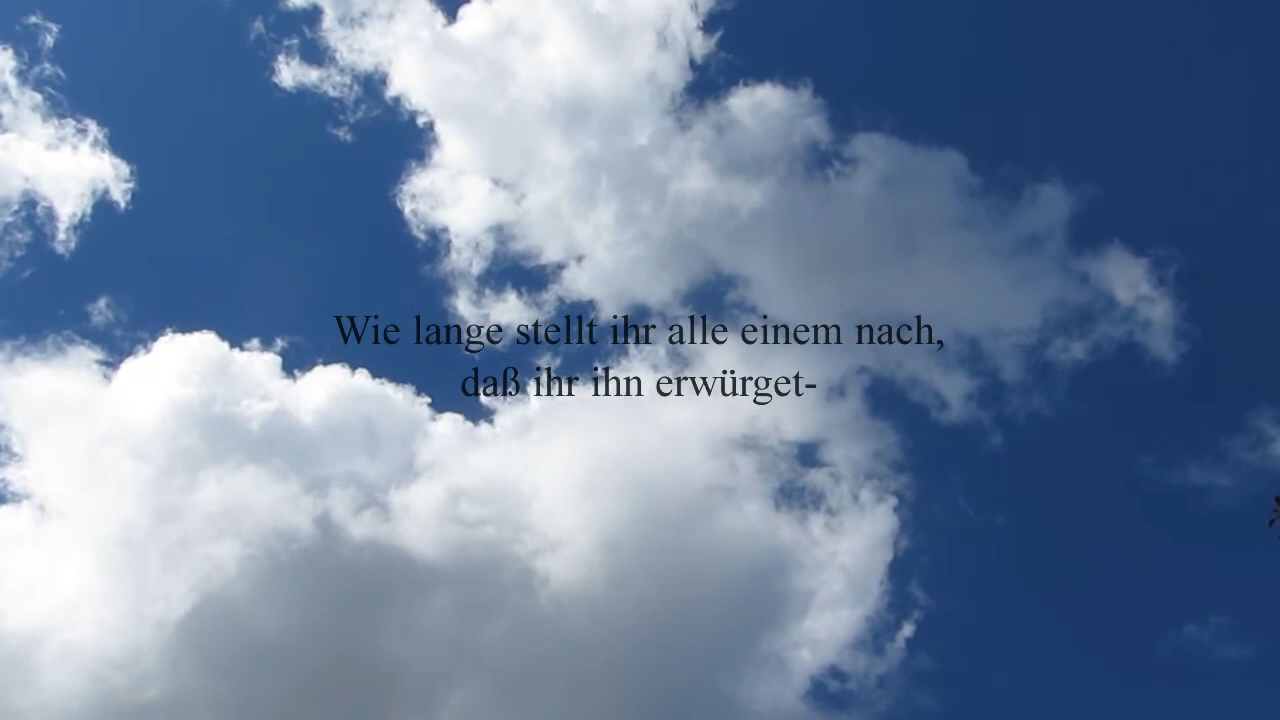 Wie lange stellt ihr alle einem nach,
daß ihr ihn erwürget-